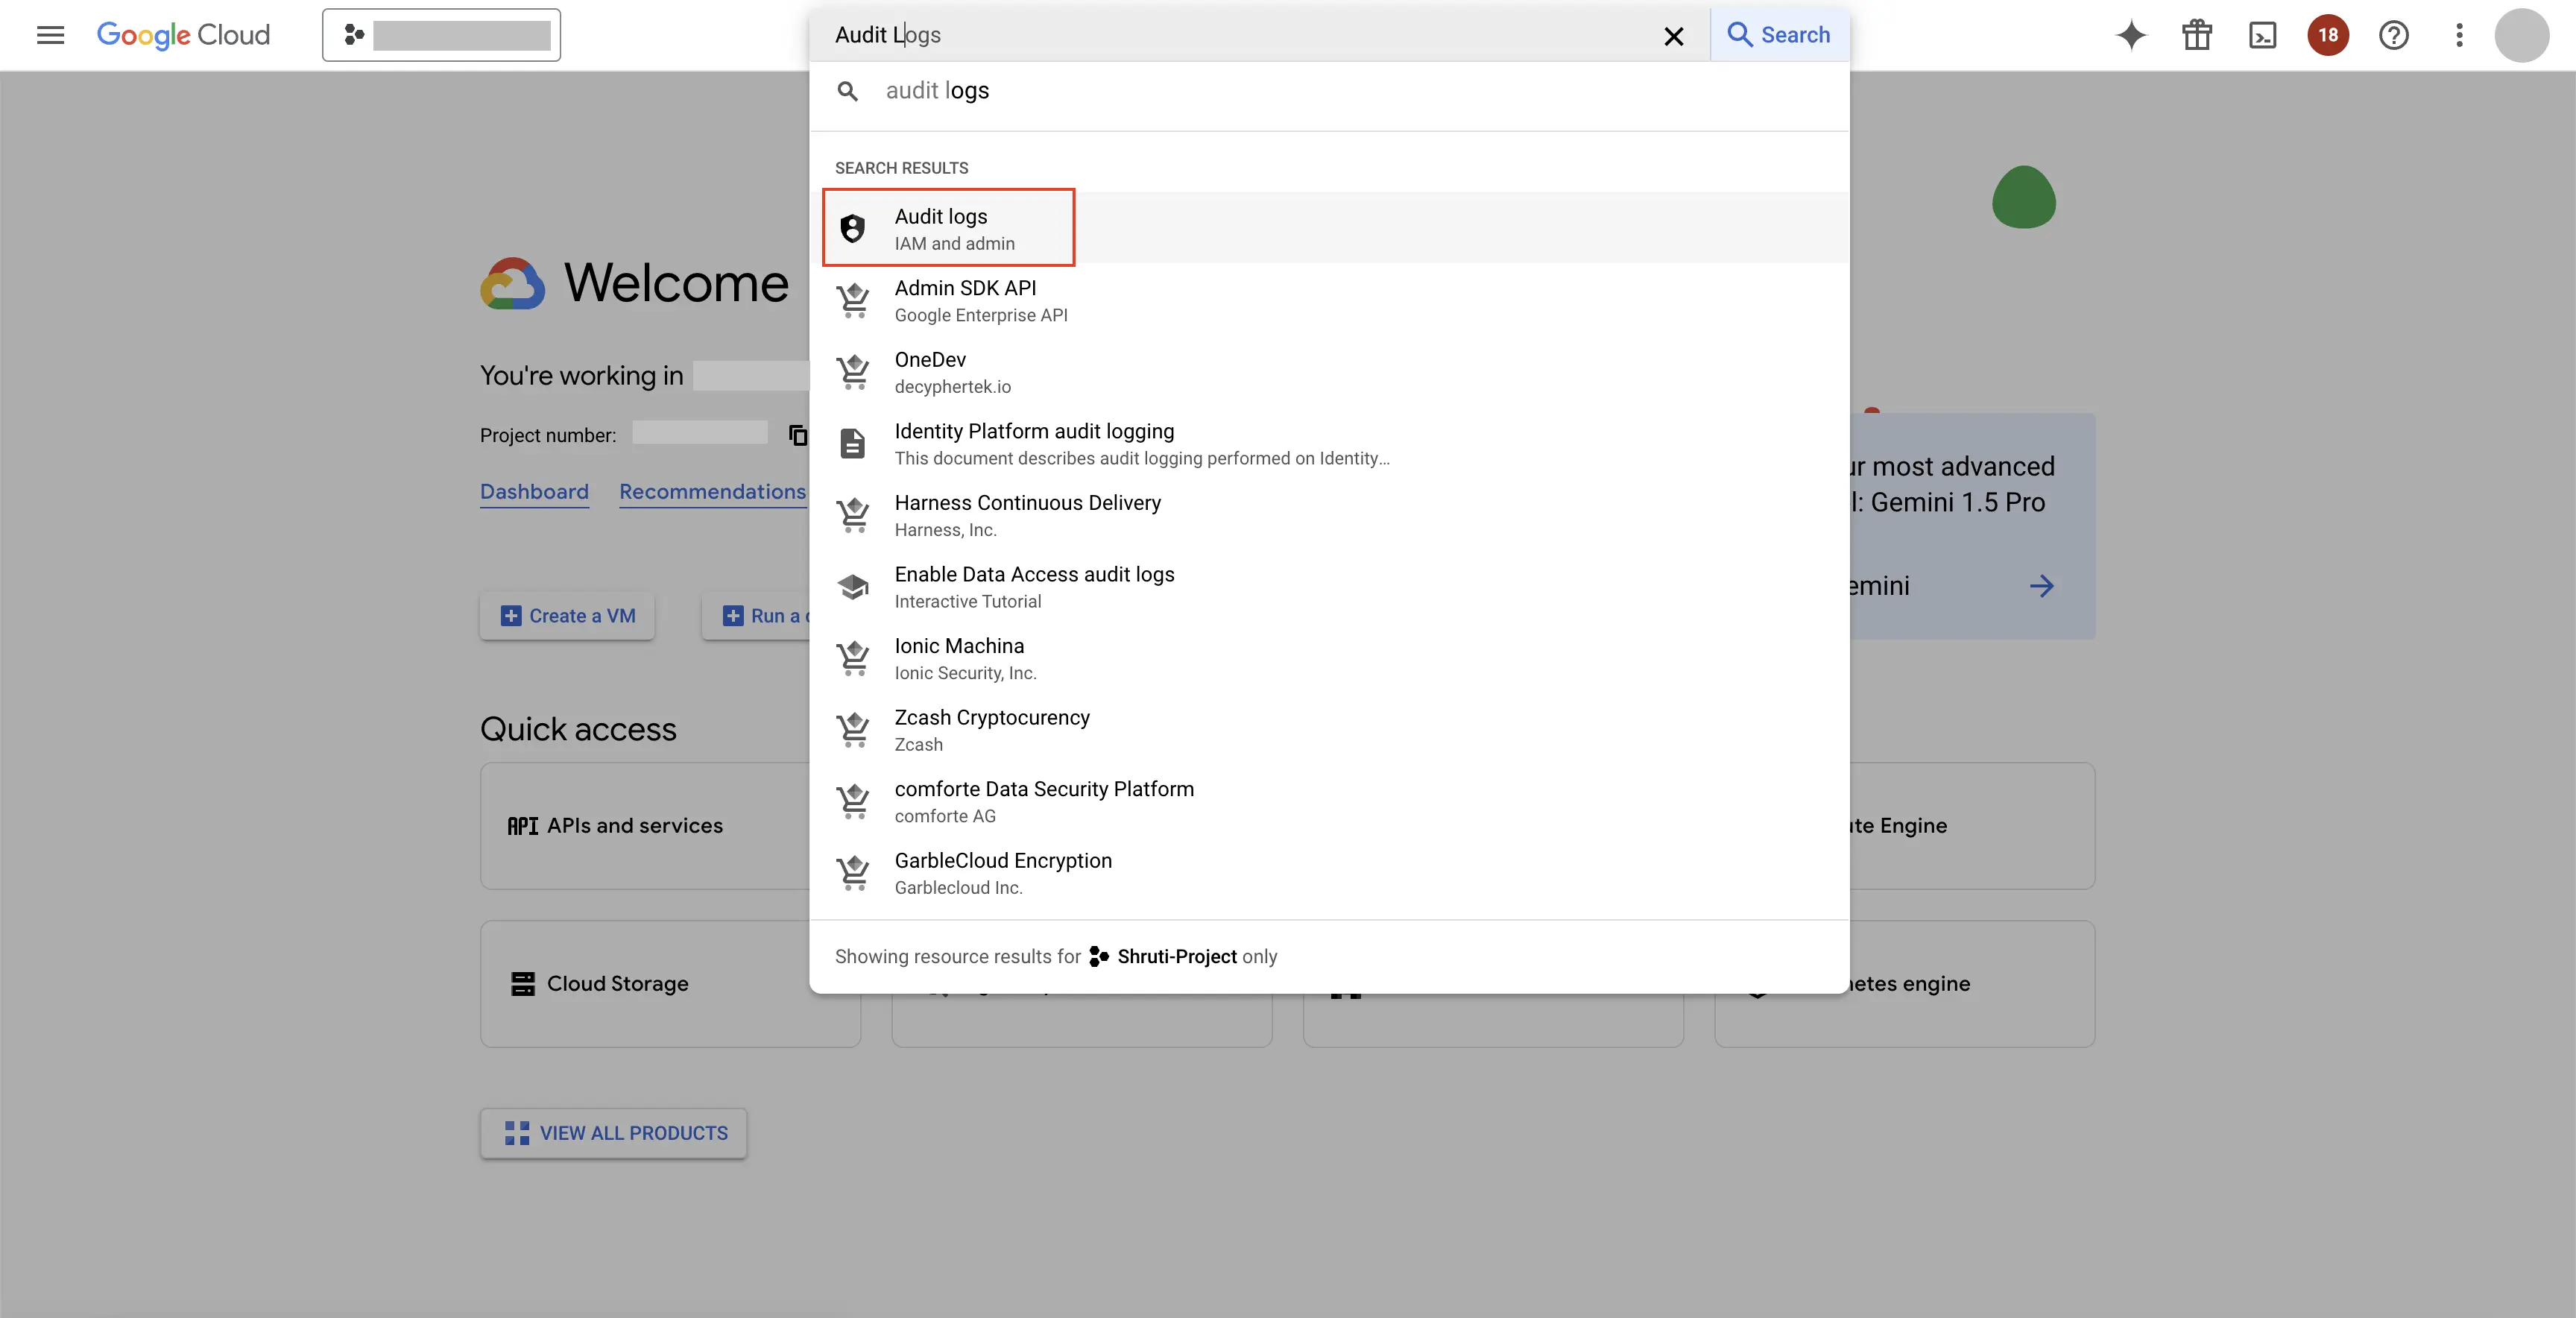 Google Cloud
Audit Logs
Search
18
audit logs
SEARCH RESULTS
Audit logs
IAM and admin
Admin SDK API
Google Enterprise API
OneDev
decyphertek.io
Identity Platform audit logging
This document describes audit logging performed on Identity...
Harness Continuous Delivery
Harness, Inc.
Enable Data Access audit logs
Interactive Tutorial
Ionic Machina
Ionic Security, Inc.
Zcash Cryptocurency
Zcash
comforte Data Security Platform
comforte AG
GarbleCloud Encryption
Garblecloud Inc.
Showing resource results for Shruti-Project only
Welcome
You're working in
Project number:
Dashboard Recommendations
Create a VM
Run a
most advanced
Gemini 1.5 Pro
Quick access
API APIs and services
Engine
Cloud Storage
engine
VIEW ALL PRODUCTS